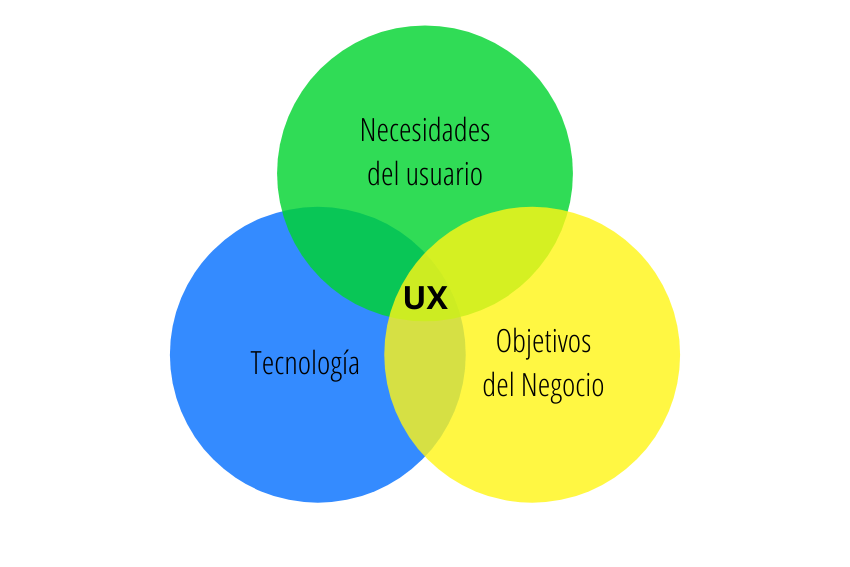 Necesidades
del usuario
UX
Tecnología
Objetivos
del Negocio